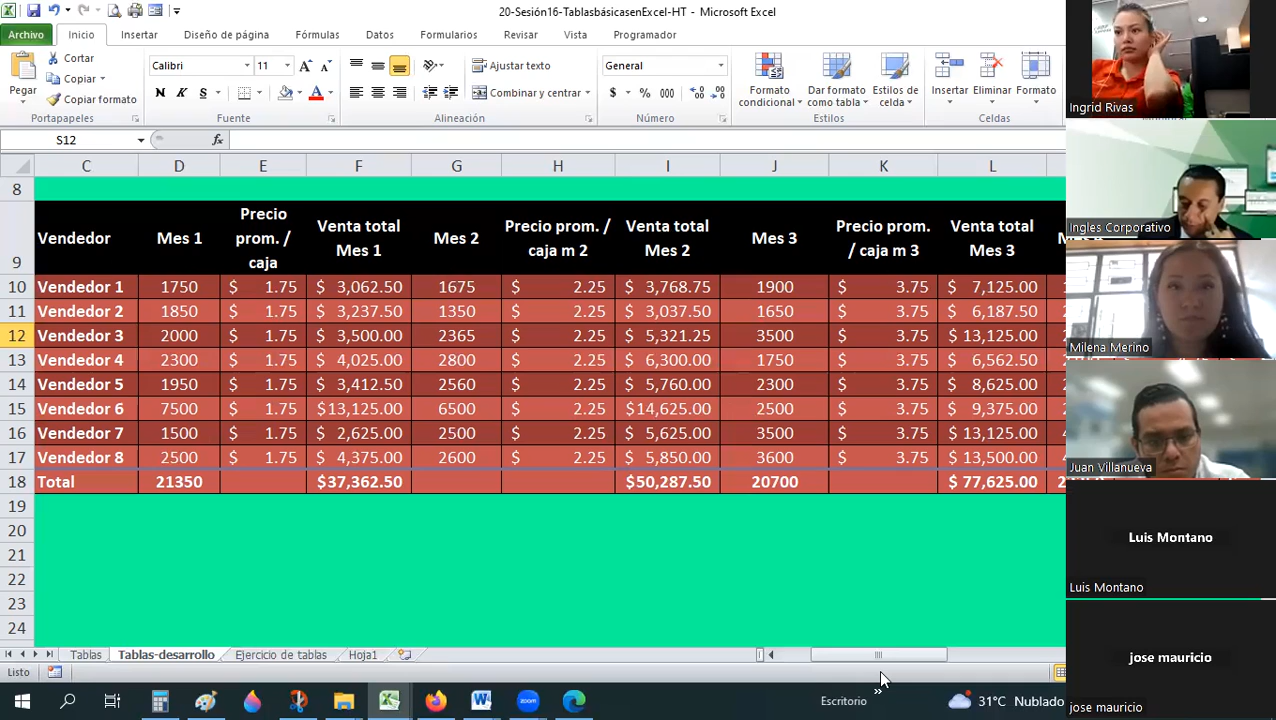 20-Sesión16-TablasbásicasenExcel-HT - Microsoft Excel
Archivo Inicio Insertar Diseño de página Fórmulas Datos Formularios Revisar Vista Programador
Pegar Cortar Copiar Copiar formato
Calibri 11
N K S
Ajustar texto
Combinar y centrar
General
$ % 000
Formato condicional
Dar formato como tabla
Estilos de celda
Insertar Eliminar Formato
Portapapeles Fuente Alineación Número Estilos Celdas
S12 fx
C D E F G H I J K L
8
9 Vendedor Mes 1 Precio prom. / caja Venta total Mes 1 Mes 2 Precio prom. / caja m 2 Venta total Mes 2 Mes 3 Precio prom. / caja m 3 Venta total Mes 3
10 Vendedor 1 1750 $ 1.75 $ 3,062.50 1675 $ 2.25 $ 3,768.75 1900 $ 3.75 $ 7,125.00
11 Vendedor 2 1850 $ 1.75 $ 3,237.50 1350 $ 2.25 $ 3,037.50 1650 $ 3.75 $ 6,187.50
12 Vendedor 3 2000 $ 1.75 $ 3,500.00 2365 $ 2.25 $ 5,321.25 3500 $ 3.75 $ 13,125.00
13 Vendedor 4 2300 $ 1.75 $ 4,025.00 2800 $ 2.25 $ 6,300.00 1750 $ 3.75 $ 6,562.50
14 Vendedor 5 1950 $ 1.75 $ 3,412.50 2560 $ 2.25 $ 5,760.00 2300 $ 3.75 $ 8,625.00
15 Vendedor 6 7500 $ 1.75 $13,125.00 6500 $ 2.25 $14,625.00 2500 $ 3.75 $ 9,375.00
16 Vendedor 7 1500 $ 1.75 $ 2,625.00 2500 $ 2.25 $ 5,625.00 3500 $ 3.75 $ 13,125.00
17 Vendedor 8 2500 $ 1.75 $ 4,375.00 2600 $ 2.25 $ 5,850.00 3600 $ 3.75 $ 13,500.00
18 Total 21350 $37,362.50 $50,287.50 20700 $ 77,625.00
19
20
21
22
23
24
Tablas Tablas-desarrollo Ejercicio de tablas Hoja1
Listo
Escritorio » 31°C Nublado
Ingrid Rivas
Ingles Corporativo
Milena Merino
Juan Villanueva
Luis Montano
Luis Montano
jose mauricio
jose mauricio